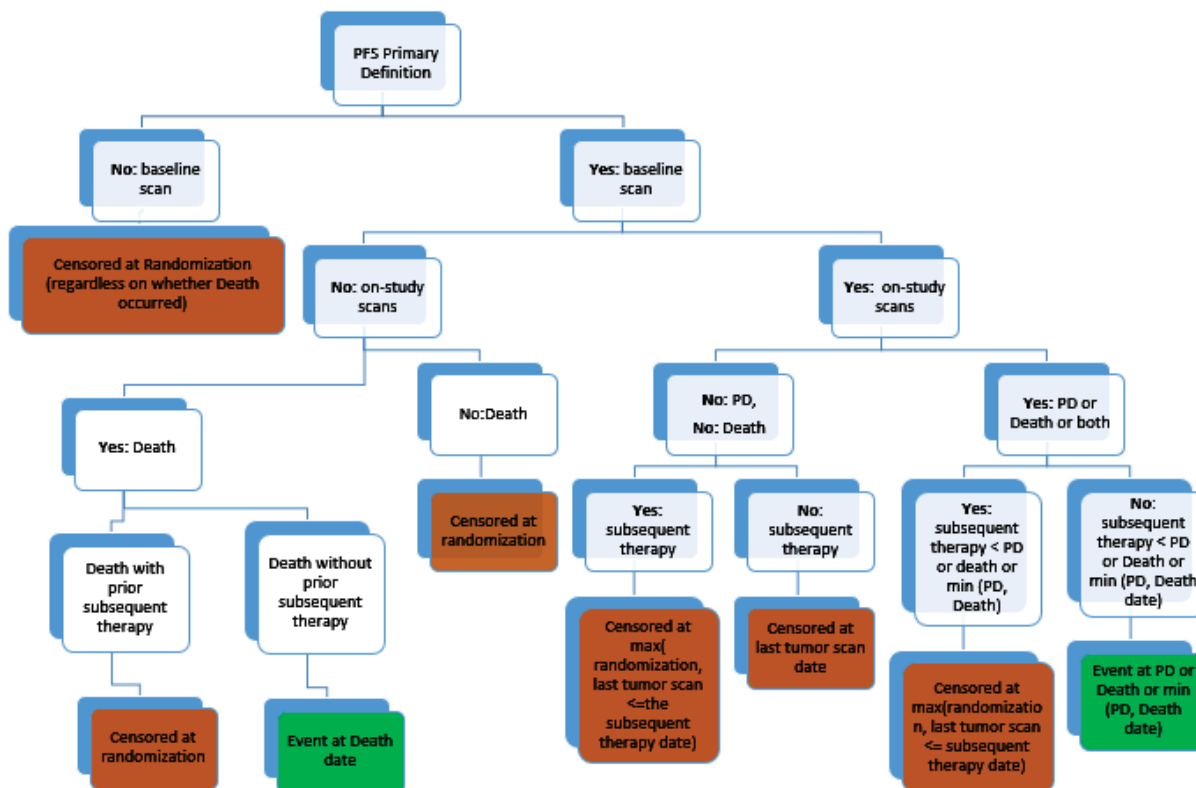 PFS Primary
Definition
No: baseline
scan
Yes: baseline
scan
Censored at Randomization
(regardless on whether Death
occurred)
No: on-study
scans
Yes: on-study
scans
Yes: Death
No:Death
No: PD,
No: Death
Yes: PD or
Death or both
Death with
prior
subsequent
therapy
Death without
prior
subsequent
therapy
Censored at
randomization
Yes:
subsequent
therapy
No:
subsequent
therapy
Yes:
subsequent
therapy < PD
or death or
min (PD,
Death)
No:
subsequent
therapy < PD
or Death or
min (PD, Death
date)
Censored at
randomization
Event at Death
date
Censored at
max(
randomization,
last tumor scan
<=the
subsequent
therapy date)
Censored at
last tumor scan
date
Censored at
max(randomizatio
n, last tumor scan
<= subsequent
therapy date)
Event at PD or
Death or min
(PD, Death
date)